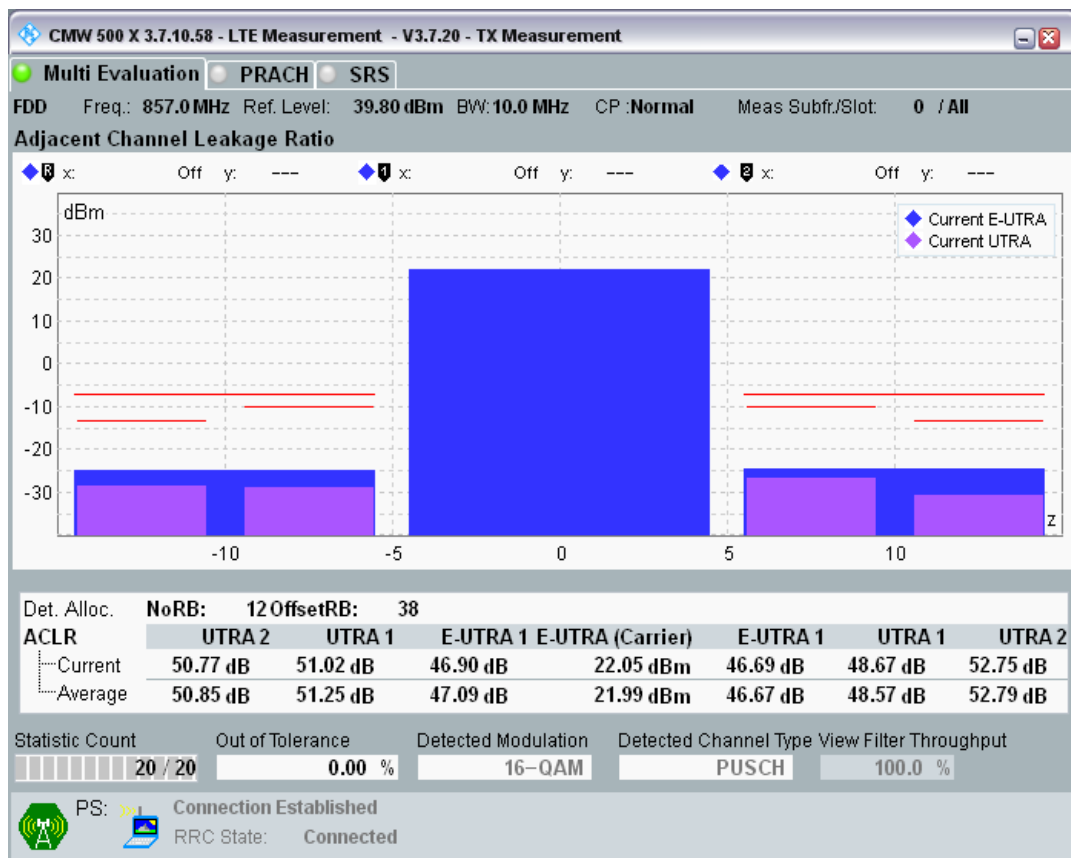 CMW 500 X 3.7.10.58 - LTE Measurement - V3.7.20 - TX Measurement
Multi Evaluation PRACH SRS
FDD Freq.: 857.0 MHz Ref. Level: 39.80 dBm BW: 10.0 MHz CP :Normal Meas Subfr./Slot: 0 / All
Adjacent Channel Leakage Ratio
R x: Off y: --- 1 x: Off y: --- 2 x: Off y: ---
dBm
Current E-UTRA
Current UTRA
30
20
10
0
-10
-20
-30
z
-10 -5 0 5 10
Det. Alloc. NoRB: 12 OffsetRB: 38
ACLR UTRA 2 UTRA 1 E-UTRA 1 E-UTRA (Carrier) E-UTRA 1 UTRA 1 UTRA 2
Current 50.77 dB 51.02 dB 46.90 dB 22.05 dBm 46.69 dB 48.67 dB 52.75 dB
Average 50.85 dB 51.25 dB 47.09 dB 21.99 dBm 46.67 dB 48.57 dB 52.79 dB
Statistic Count Out of Tolerance Detected Modulation Detected Channel Type View Filter Throughput
20 / 20 0.00 % 16-QAM PUSCH 100.0 %
PS: Connection Established
RRC State: Connected